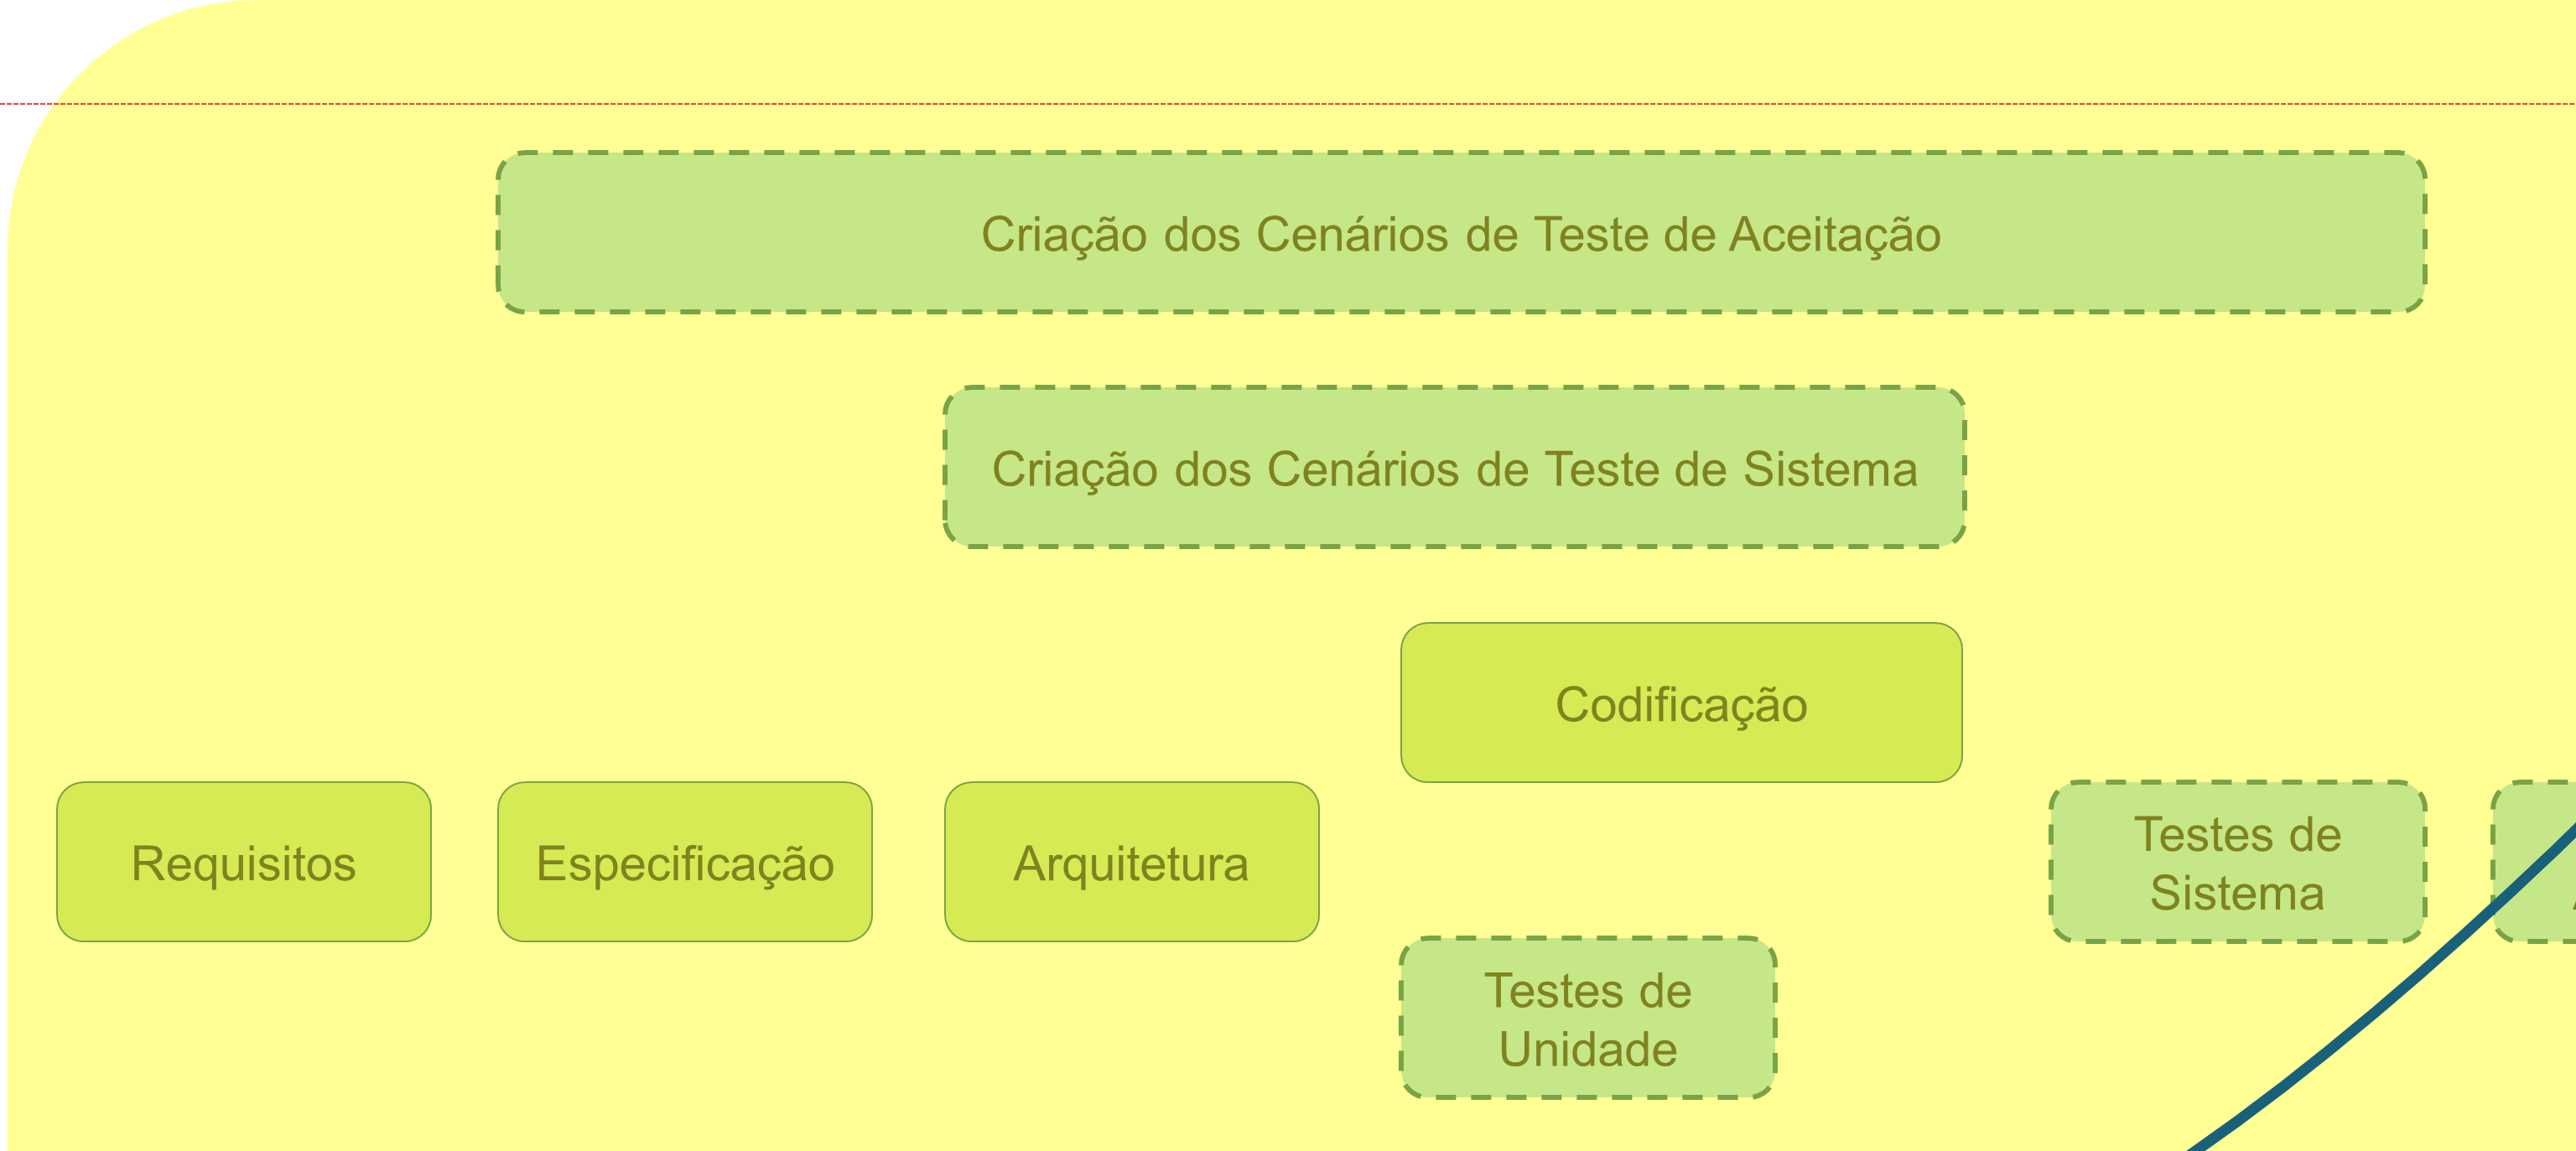 Criação dos Cenários de Teste de Aceitação
Criação dos Cenários de Teste de Sistema
Codificação
Requisitos
Especificação
Arquitetura
Testes de
Sistema
Testes de
Unidade